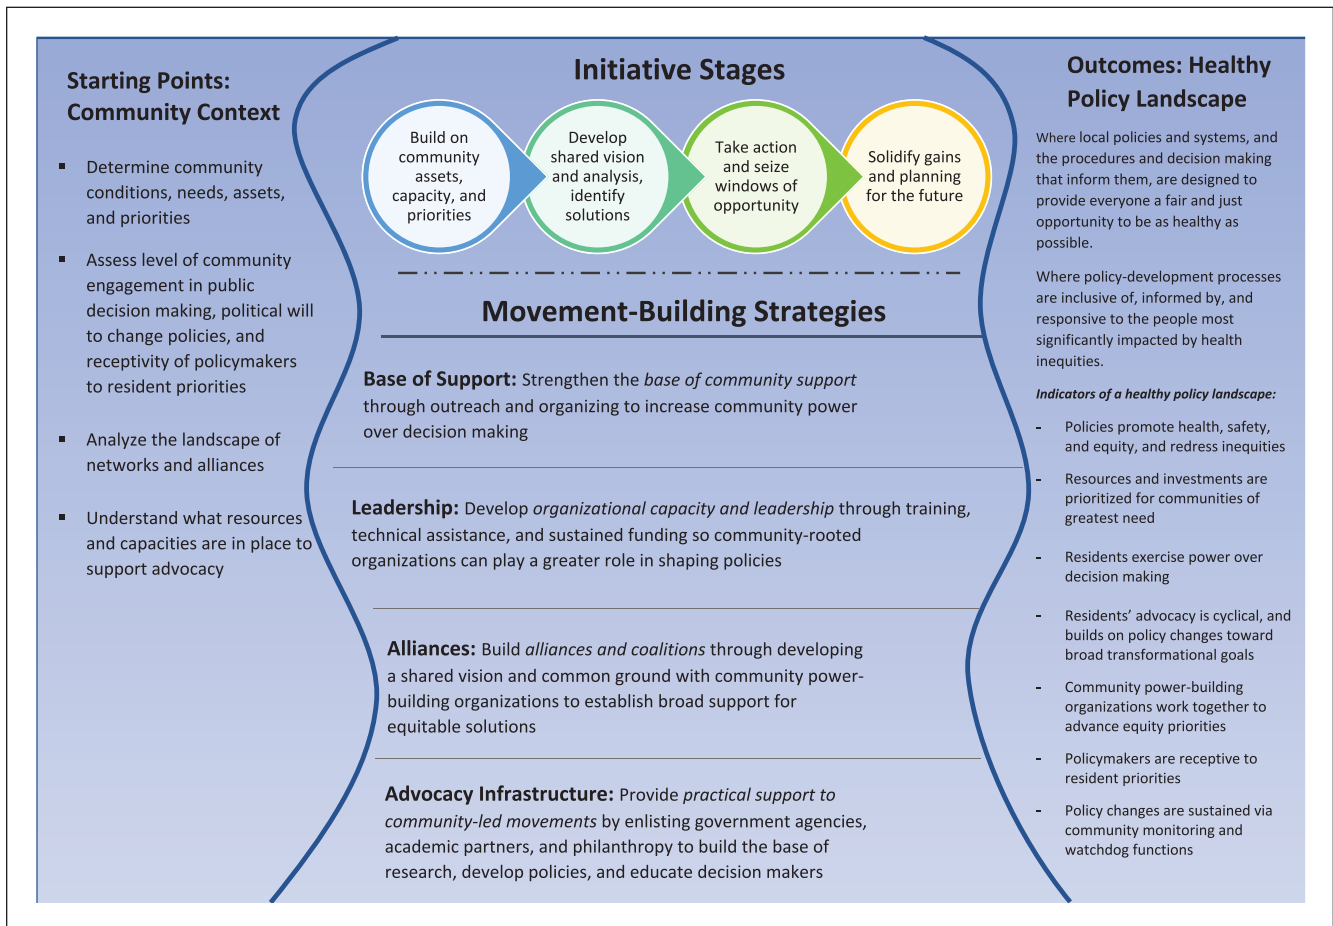 Starting Points:
Community Context
▪ Determine community
conditions, needs, assets,
and priorities
▪ Assess level of community
engagement in public
decision making, political will
to change policies, and
receptivity of policymakers
to resident priorities
▪ Analyze the landscape of
networks and alliances
▪ Understand what resources
and capacities are in place to
support advocacy
Initiative Stages
Build on
community
assets,
capacity, and
priorities
Develop
shared vision
and analysis,
identify
solutions
Take action
and seize
windows of
opportunity
Solidify gains
and planning
for the future
Movement-Building Strategies
Base of Support: Strengthen the base of community support
through outreach and organizing to increase community power
over decision making
Leadership: Develop organizational capacity and leadership through training,
technical assistance, and sustained funding so community-rooted
organizations can play a greater role in shaping policies
Alliances: Build alliances and coalitions through developing
a shared vision and common ground with community power-
building organizations to establish broad support for
equitable solutions
Advocacy Infrastructure: Provide practical support to
community-led movements by enlisting government agencies,
academic partners, and philanthropy to build the base of
research, develop policies, and educate decision makers
Outcomes: Healthy
Policy Landscape
Where local policies and systems, and
the procedures and decision making
that inform them, are designed to
provide everyone a fair and just
opportunity to be as healthy as
possible.
Where policy-development processes
are inclusive of, informed by, and
responsive to the people most
significantly impacted by health
inequities.
Indicators of a healthy policy landscape:
- Policies promote health, safety,
and equity, and redress inequities
- Resources and investments are
prioritized for communities of
greatest need
- Residents exercise power over
decision making
- Residents’ advocacy is cyclical, and
builds on policy changes toward
broad transformational goals
- Community power-building
organizations work together to
advance equity priorities
- Policymakers are receptive to
resident priorities
- Policy changes are sustained via
community monitoring and
watchdog functions